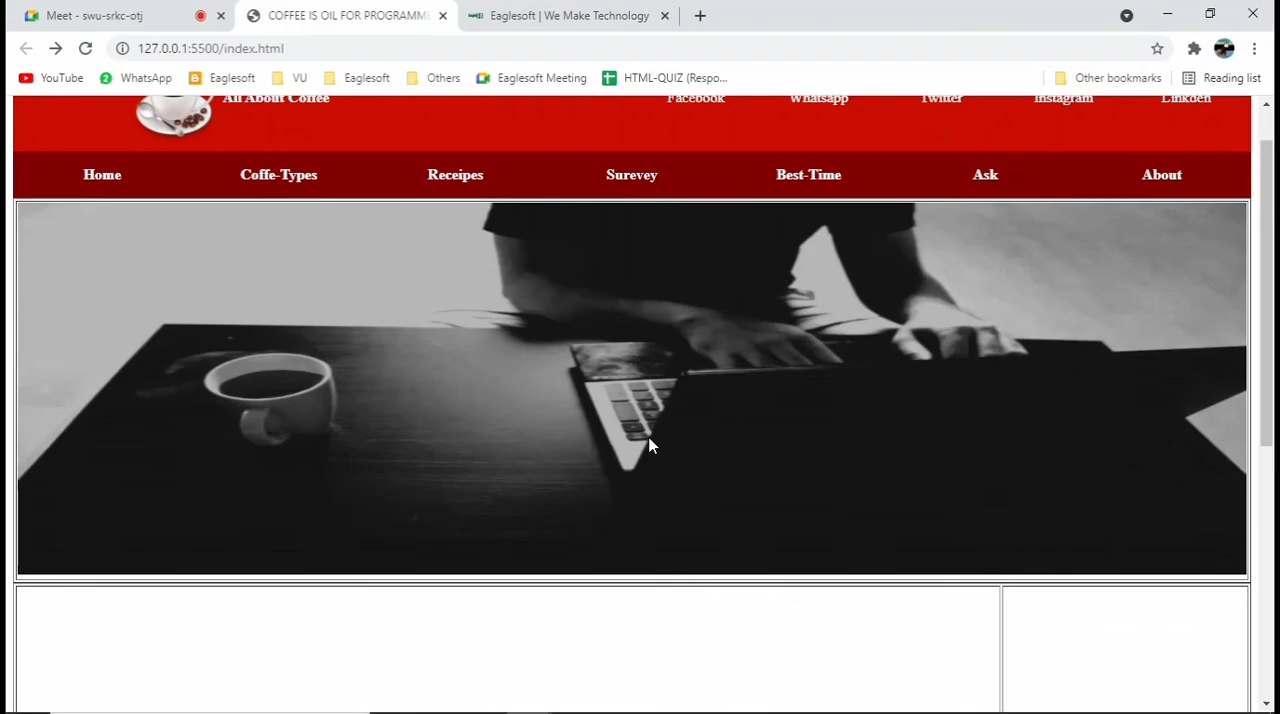 Meet - swu-srkc-otj
COFFEE IS OIL FOR PROGRAMME
Eaglesoft | We Make Technology
127.0.0.1:5500/index.html
YouTube
WhatsApp
Eaglesoft
VU
Eaglesoft
Others
Eaglesoft Meeting
HTML-QUIZ (Respo...
Other bookmarks
Reading list
All About Coffee
Facebook
Whatsapp
Twitter
Instagram
Linkden
Home
Coffe-Types
Receipes
Surevey
Best-Time
Ask
About